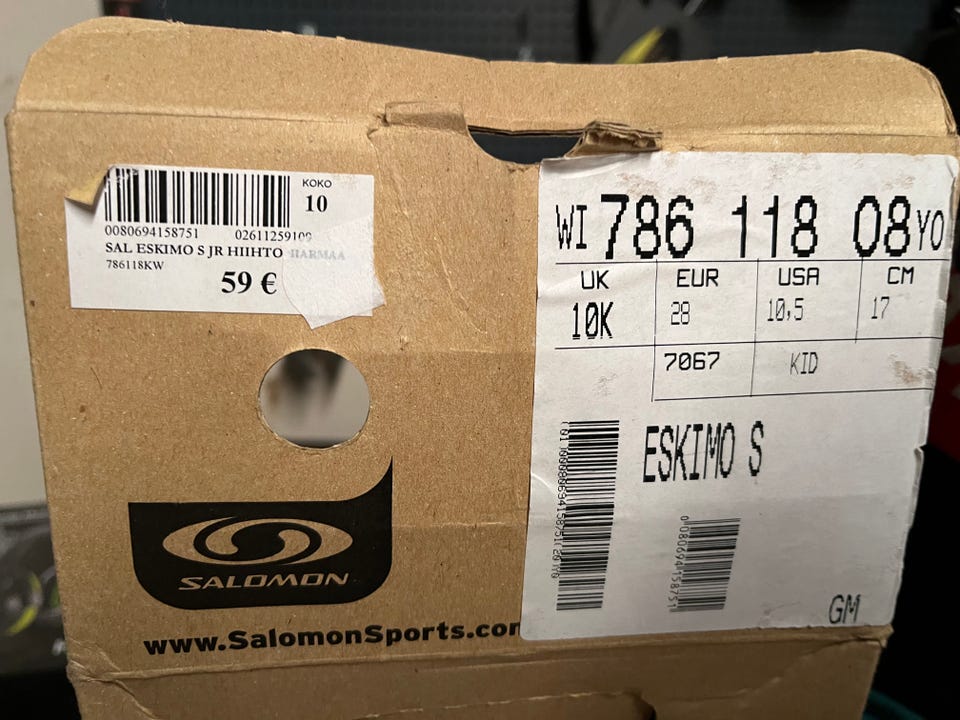 KOKO
10
0080694158751 02611259109
SAL ESKIMO S JR HIIHTO HARMAA
786118KW
59 €
SALOMON
www.SalomonSports.com
WI 786 118 08 YO
UK EUR USA CM
10K 28 10,5 17
7067 KID
ESKIMO S
0080694158751
GM